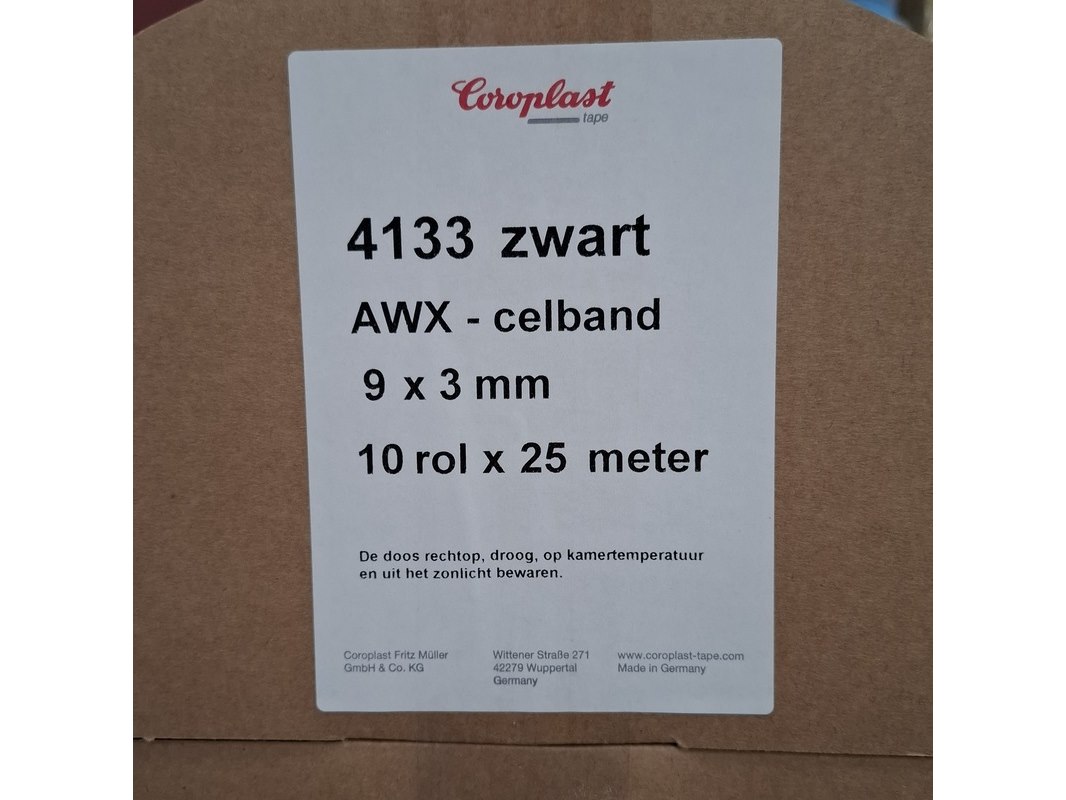 Coroplast
tape
4133 zwart
AWX - celband
9 x 3 mm
10 rol x 25 meter
De doos rechtop, droog, op kamertemperatuur
en uit het zonlicht bewaren.
Coroplast Fritz Müller
GmbH & Co. KG
Wittener Straße 271
42279 Wuppertal
Germany
www.coroplast-tape.com
Made in Germany